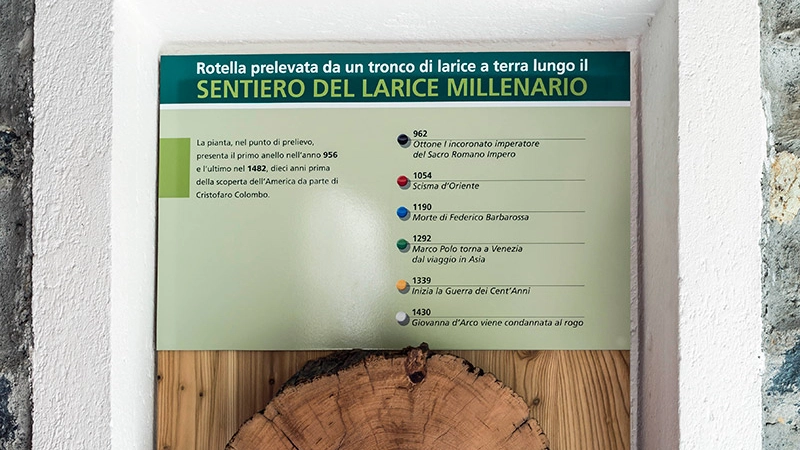 Rotella prelevata da un tronco di larice a terra lungo il
SENTIERO DEL LARICE MILLENARIO
La pianta, nel punto di prelievo,
presenta il primo anello nell'anno 956
e l'ultimo nel 1482, dieci anni prima
della scoperta dell'America da parte di
Cristofaro Colombo.
962
Ottone I incoronato imperatore
del Sacro Romano Impero
1054
Scisma d'Oriente
1190
Morte di Federico Barbarossa
1292
Marco Polo torna a Venezia
dal viaggio in Asia
1339
Inizia la Guerra dei Cent'Anni
1430
Giovanna d'Arco viene condannata al rogo